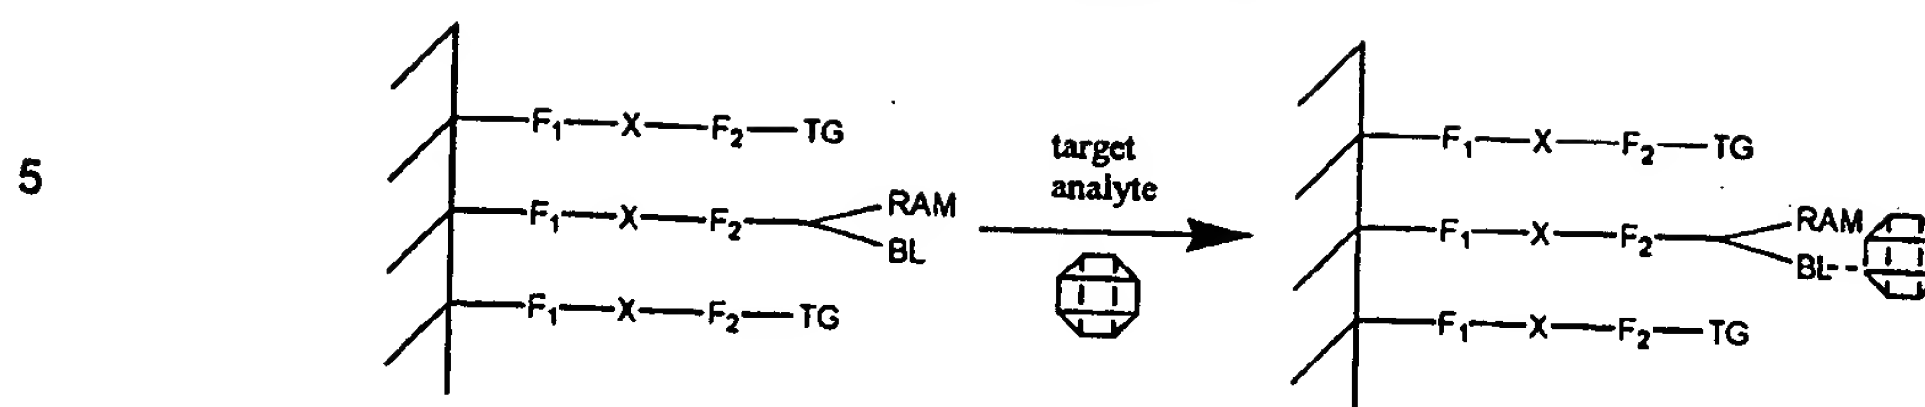 5
F₁—X—F₂—TG
F₁—X—F₂
RAM
BL
F₁—X—F₂—TG
target
analyte
F₁—X—F₂—TG
F₁—X—F₂
RAM
BL--
F₁—X—F₂—TG